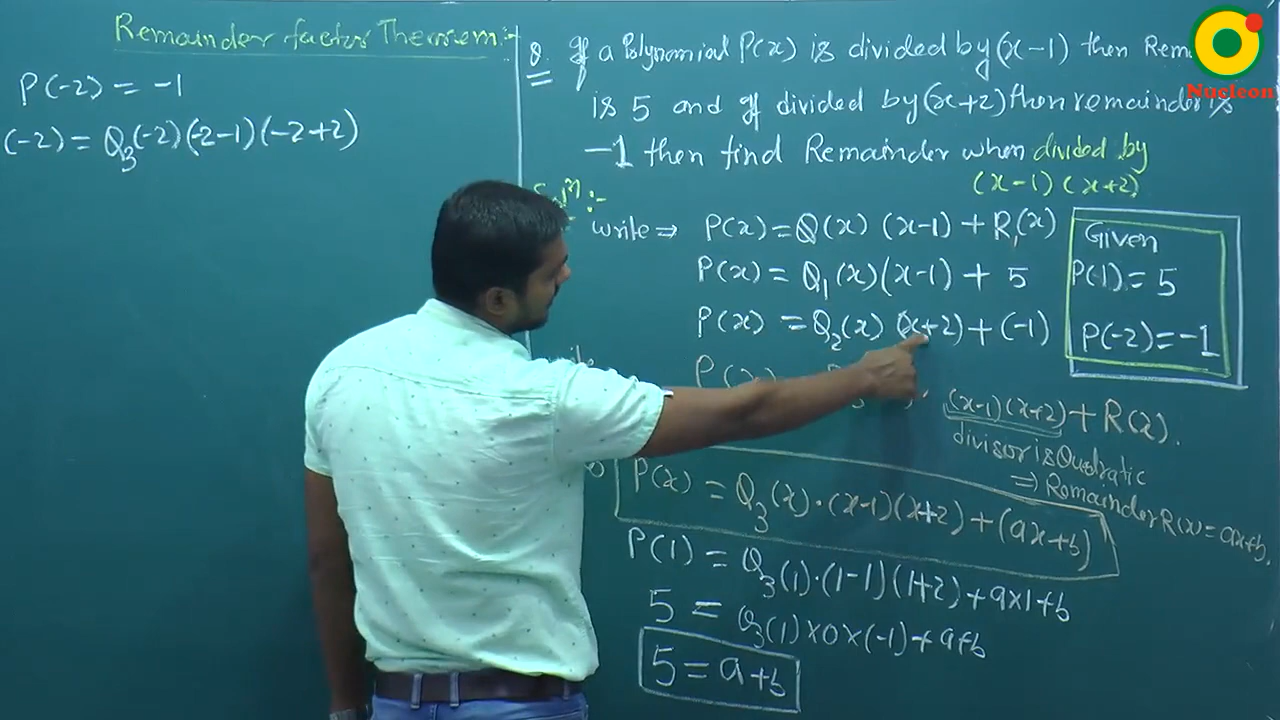 Remainder factor Theorem :-
P(-2) = -1
(-2) = Q₃(-2)(-2-1)(-2+2)
Q. If a Polynomial P(x) is divided by (x-1) then Rem
is 5 and if divided by (x+2) then remainder is
-1 then find Remainder when divided by
(x-1)(x+2)
write ⇒ P(x) = Q(x) (x-1) + R₁(x)
P(x) = Q₁(x)(x-1) + 5
P(x) = Q₂(x) (x+2) + (-1)
Given
P(1) = 5
P(-2) = -1
P(x) (x-1)(x+2) + R(x).
divisor is Quadratic
⇒ Remainder R(x) = ax+b.
P(x) = Q₃(x)·(x-1)(x+2) + (ax+b)
P(1) = Q₃(1)·(1-1)(1+2) + a×1+b
5 = Q₃(1)×0×(-1) + a+b
5 = a+b
Nucleon